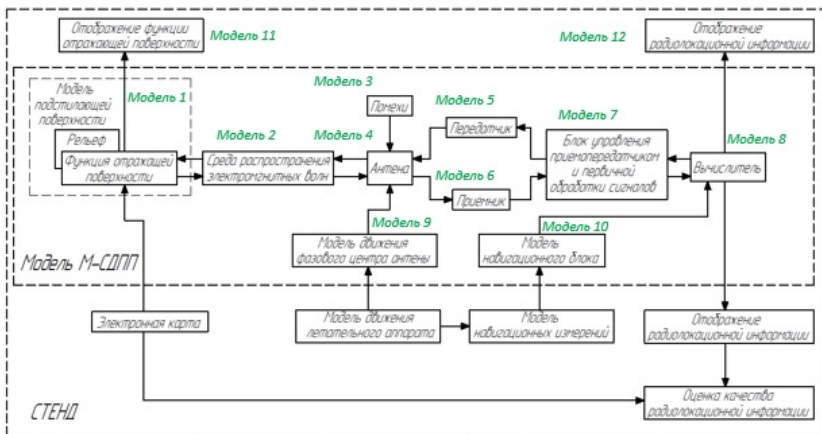 Отображение функции
отражающей поверхности
Модель 11
Модель 12
Отображение
радиолокационной информации
Модель
подстилающей
поверхности
Модель 1
Рельеф
Функция отражащей
поверхности
Модель 2
Среда распространения
электромгнитных волн
Модель 3
Помехи
Модель 4
Антена
Модель 5
Передатчик
Модель 6
Приемник
Модель 7
Блок управления
приемопередатчиком
и первичной
обработки сигналов
Модель 8
Вычислитель
Модель 9
Модель движения
фазового центра антены
Модель 10
Модель
навигационного блока
Модель М-СДПП
Электронная карта
Модель движения
летательного аппарата
Модель
навигационных измерений
Отображение
радиолокационной информации
Оценка качества
радиолокационной информации
СТЕНД